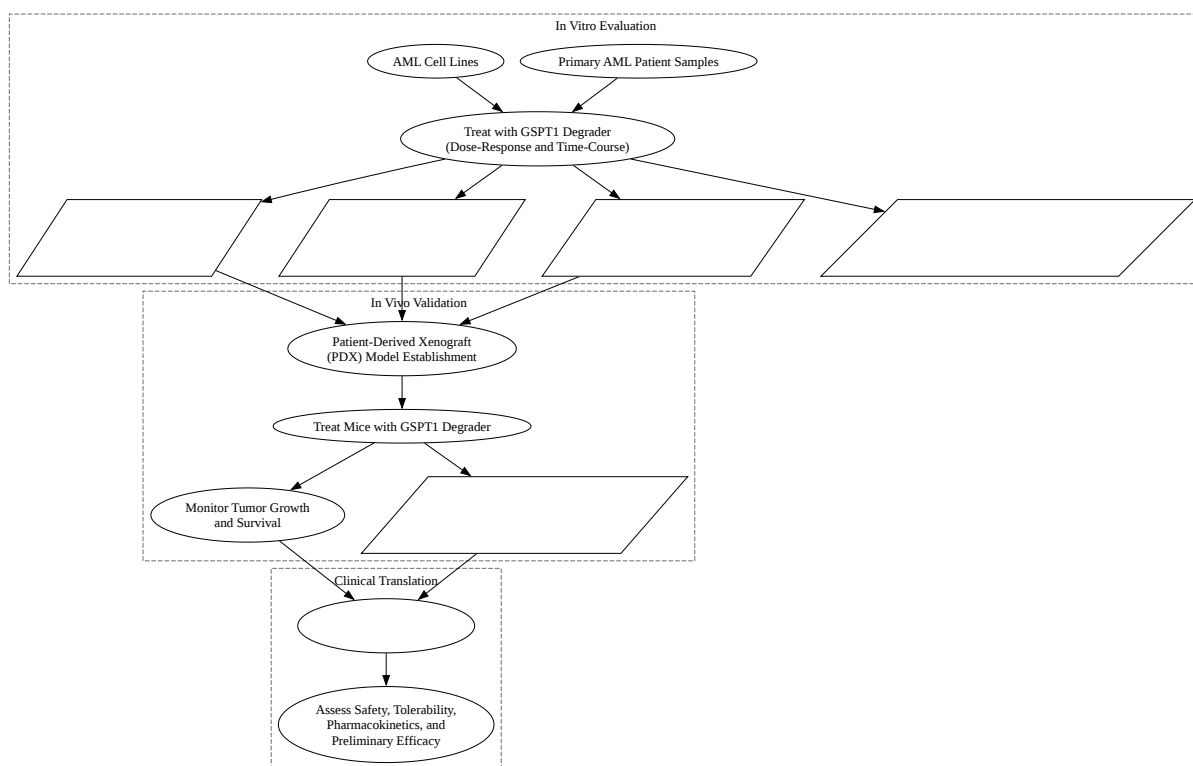 In Vitro Evaluation
AML Cell Lines
Primary AML Patient Samples
Treat with GSPT1 Degrader
(Dose-Response and Time-Course)
In Vivo Validation
Patient-Derived Xenograft
(PDX) Model Establishment
Treat Mice with GSPT1 Degrader
Monitor Tumor Growth
and Survival
Clinical Translation
Assess Safety, Tolerability,
Pharmacokinetics, and
Preliminary Efficacy